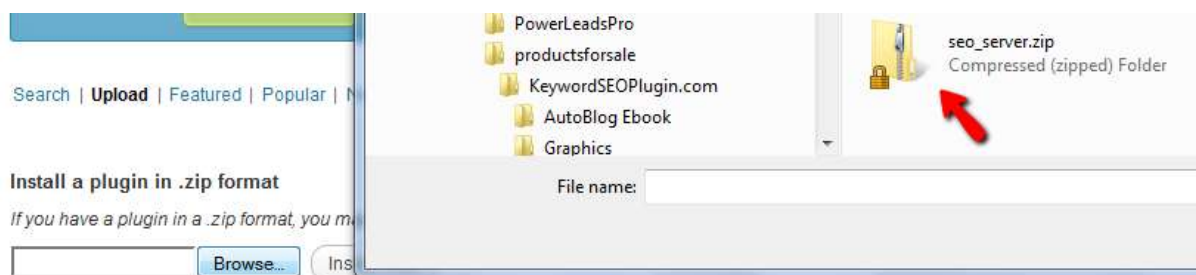 Search | Upload | Featured | Popular |
Install a plugin in .zip format
If you have a plugin in a .zip format, you
Browse...
Ins
PowerLeadsPro
productsforsale
KeywordSEOPlugin.com
AutoBlog Ebook
Graphics
seo_server.zip
Compressed (zipped) Folder
File name: